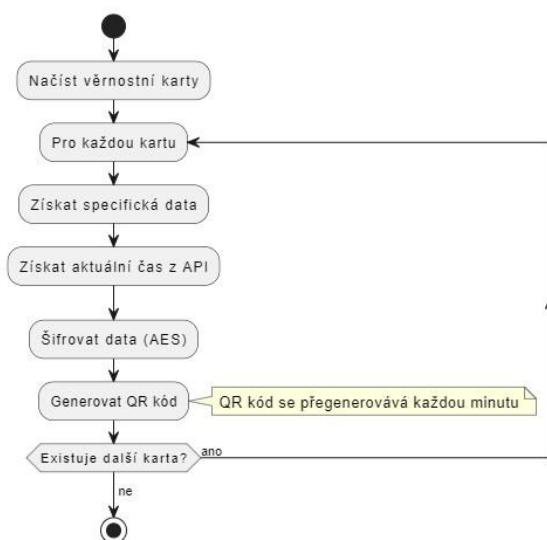 Načíst věrnostní karty
Pro každou kartu
Získat specifická data
Získat aktuální čas z API
Šifrovat data (AES)
Generovat QR kód
QR kód se přegenerovává každou minutu
Existuje další karta?
ano
ne